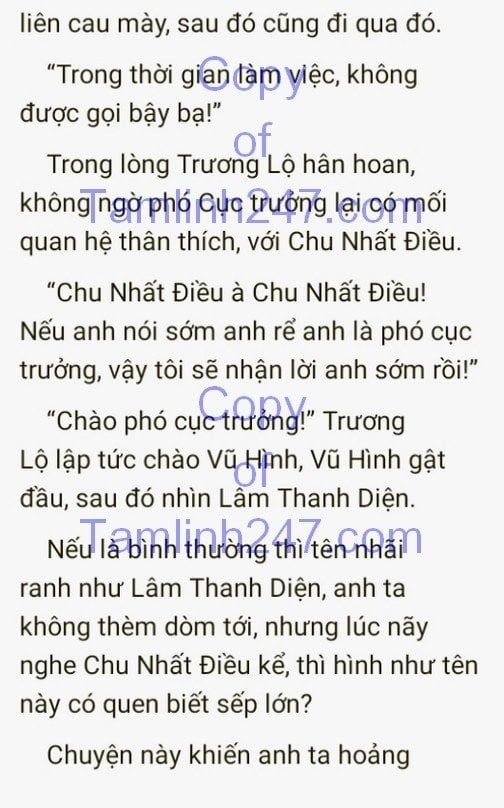 liên cau mày, sau đó cũng đi qua đó.
“Trong thời gian làm việc, không
được gọi bậy bạ!”
Trong lòng Trương Lộ hân hoan,
không ngờ phó Cục trưởng lại có mối
quan hệ thân thích, với Chu Nhất Điều.
“Chu Nhất Điều à Chu Nhất Điều!
Nếu anh nói sớm anh rể anh là phó cục
trưởng, vậy tôi sẽ nhận lời anh sớm rồi!”
“Chào phó cục trưởng!” Trương
Lộ lập tức chào Vũ Hình, Vũ Hình gật
đầu, sau đó nhìn Lâm Thanh Diện.
Nếu là bình thường thì tên nhãi
ranh như Lâm Thanh Diện, anh ta
không thèm dòm tới, nhưng lúc nãy
nghe Chu Nhất Điều kể, thì hình như tên
này có quen biết sếp lớn?
Chuyện này khiến anh ta hoảng
Copy
of
Tamlinh247.com
Copy
of
Tamlinh247.com